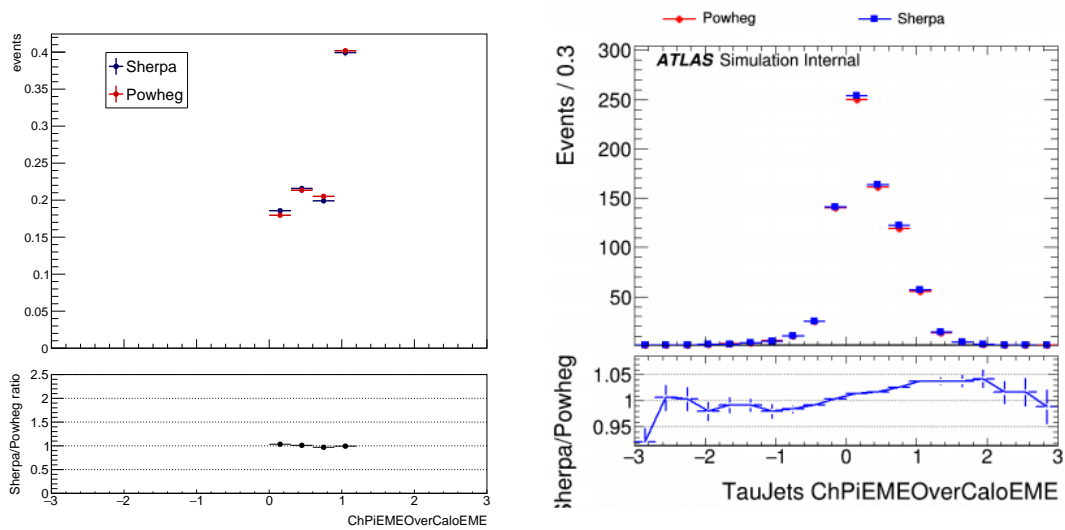 events
0.4
0.35
0.3
0.25
0.2
0.15
0.1
0.05
0
Sherpa
Powheg
Sherpa/Powheg ratio
2.5
2
1.5
1
0.5
0
−3 −2 −1 0 1 2 3
ChPiEMEOverCaloEME
Powheg Sherpa
ATLAS Simulation Internal
Events / 0.3
300
250
200
150
100
50
Sherpa/Powheg
1.05
1
0.95
−3 −2 −1 0 1 2 3
TauJets ChPiEMEOverCaloEME